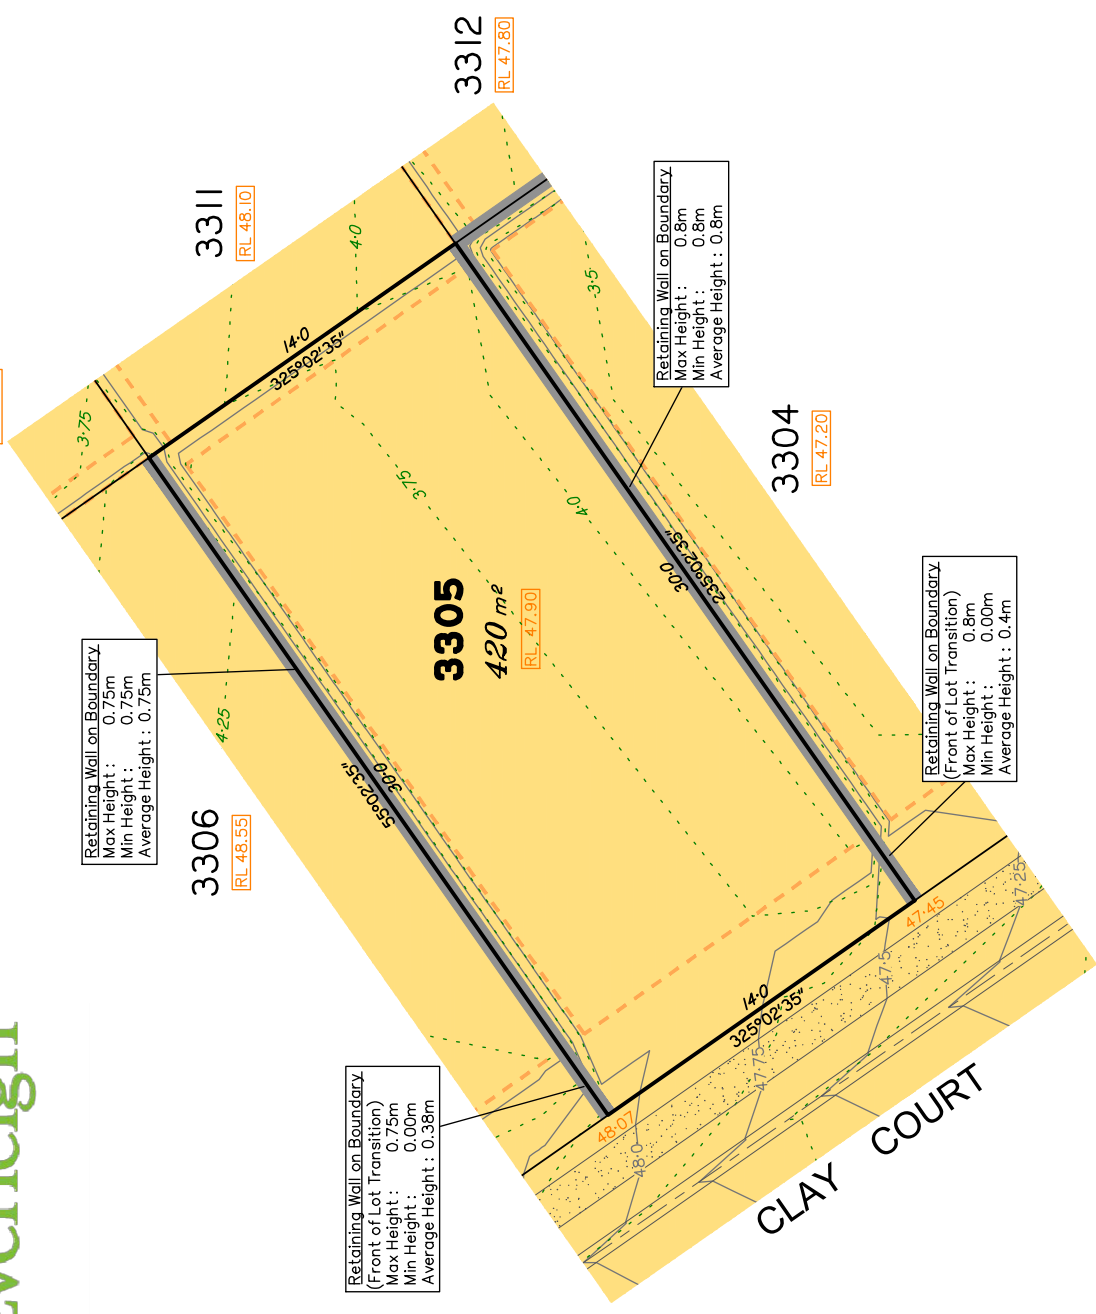 3312
RL 47.80
3311
RL 48.10
Retaining Wall on Boundary
Max Height : 0.8m
Min Height : 0.8m
Average Height : 0.8m
4·0
3·5
14·0
325°02'35"
3·75
3·75
4·0
3304
RL 47.20
30·0
235°02'35"
3305
420 m²
RL 47.90
Retaining Wall on Boundary
(Front of Lot Transition)
Max Height : 0.8m
Min Height : 0.00m
Average Height : 0.4m
Retaining Wall on Boundary
Max Height : 0.75m
Min Height : 0.75m
Average Height : 0.75m
4·25
30·0
55°02'35"
3306
RL 48.55
47·45
47·25
47·5
14·0
325°02'35"
47·75
48·07
48·0
Retaining Wall on Boundary
(Front of Lot Transition)
Max Height : 0.75m
Min Height : 0.00m
Average Height : 0.38m
CLAY COURT